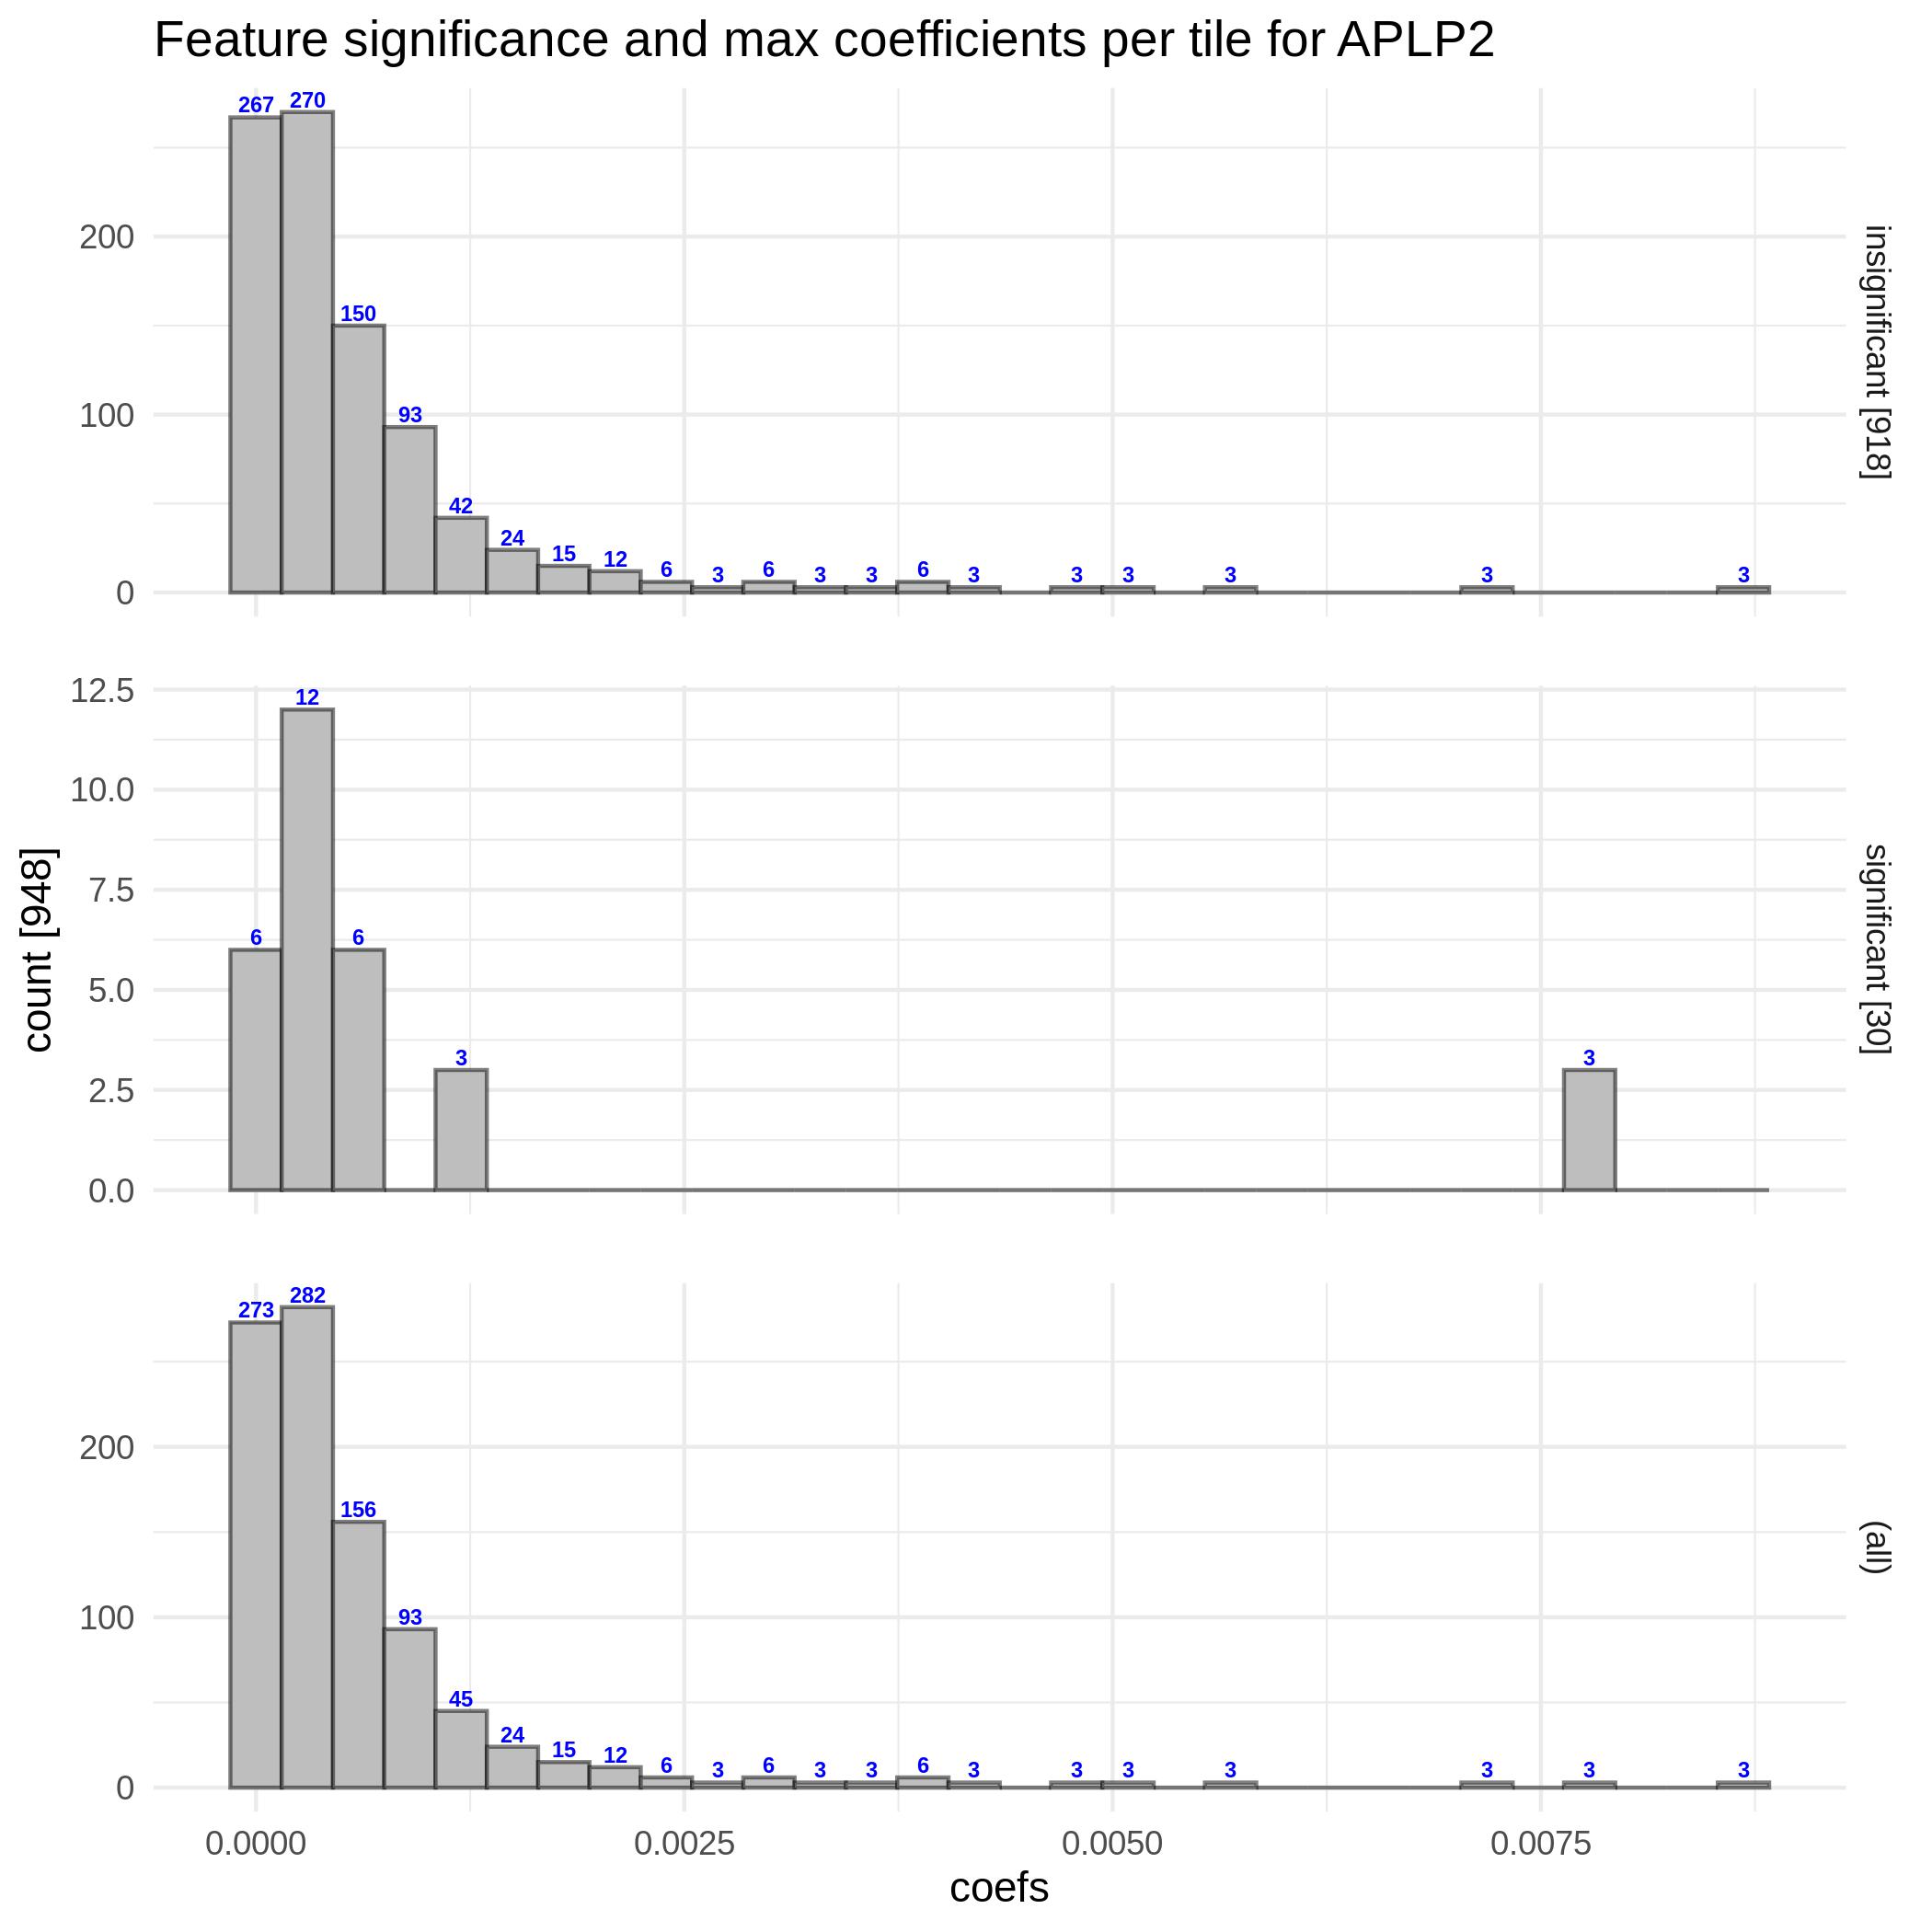 Feature significance and max coefficients per tile for APLP2
267 270 150 93 42 24 15 12 6 3 6 3 3 6 3 3 3 3 3 3
200
100
0
insignificant [918]
12.5
10.0
7.5
5.0
2.5
0.0
6 12 6 3 3
significant [30]
count [948]
273 282 156 93 45 24 15 12 6 3 6 3 3 6 3 3 3 3 3 3 3
200
100
0
(all)
0.0000 0.0025 0.0050 0.0075
coefs